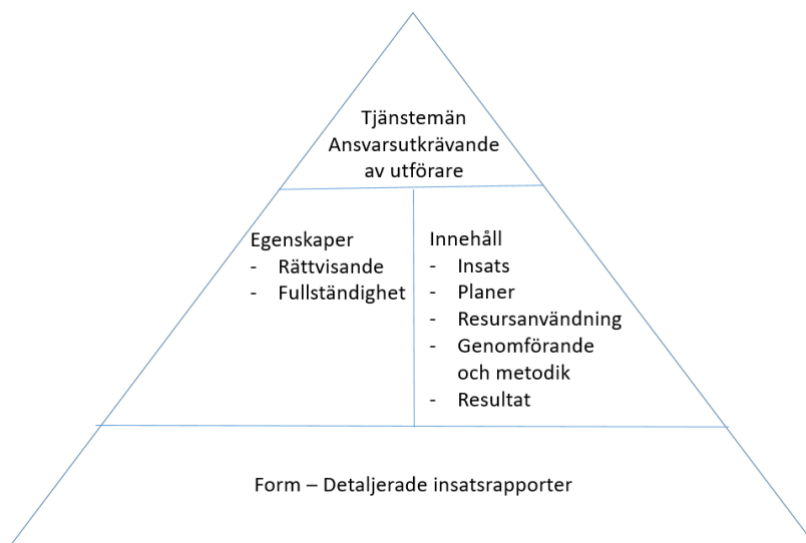 Tjänstemän
Ansvarsutkrävande
av utförare
Egenskaper
- Rättvisande
- Fullständighet
Innehåll
- Insats
- Planer
- Resursanvändning
- Genomförande
och metodik
- Resultat
Form – Detaljerade insatsrapporter